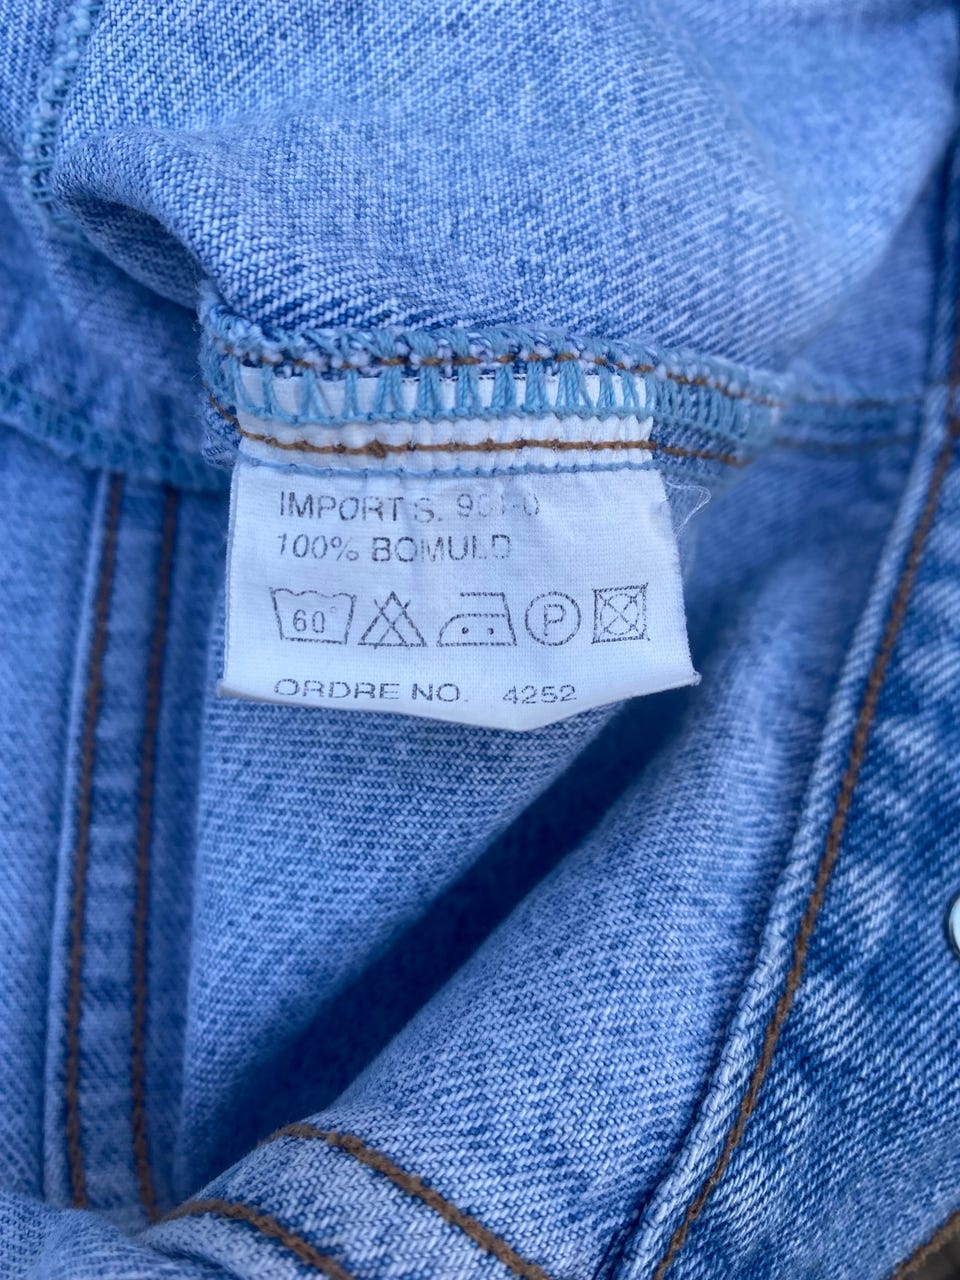 IMPORT S.
100% BOMULD
60°
P
ORDRE NO. 4252